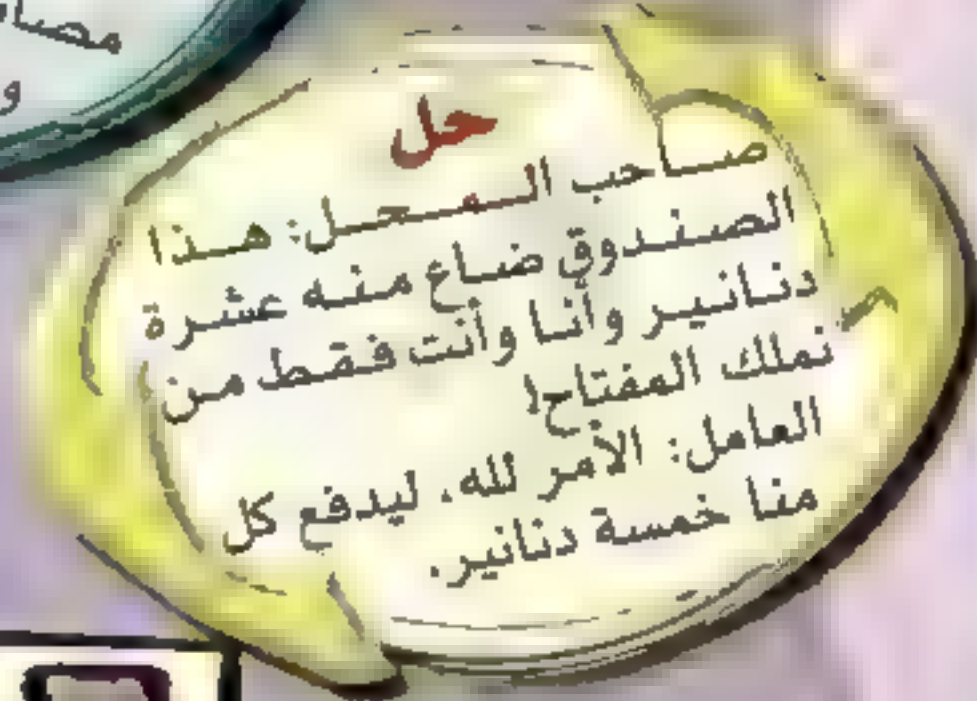 مصا
و
حل
صاحب المحل: هذا
الصندوق ضاع منه عشرة
دنانير وأنا وأنت فقط من
نملك المفتاح!
العامل: الأمر لله، ليدفع كل
منا خمسة دنانير.